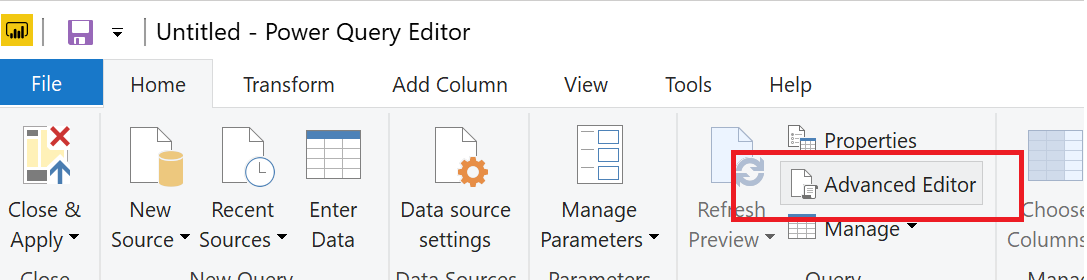 Untitled - Power Query Editor
File
Home
Transform
Add Column
View
Tools
Help
Close &
Apply
New
Source
Recent
Sources
Enter
Data
Data source
settings
Manage
Parameters
Refresh
Preview
Properties
Advanced Editor
Manage
Choose
Columns
Close
New Query
Data Sources
Parameters
Query